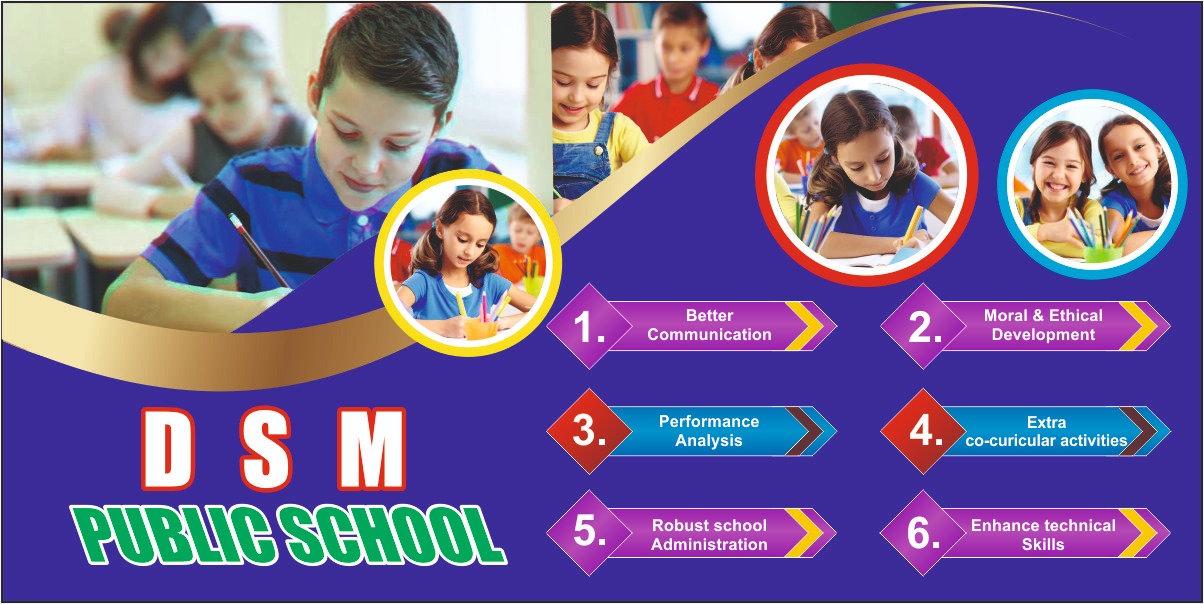 D S M
PUBLIC SCHOOL
1.
Better
Communication
2.
Moral & Ethical
Development
3.
Performance
Analysis
4.
Extra
co-curicular activities
5.
Robust school
Administration
6.
Enhance technical
Skills